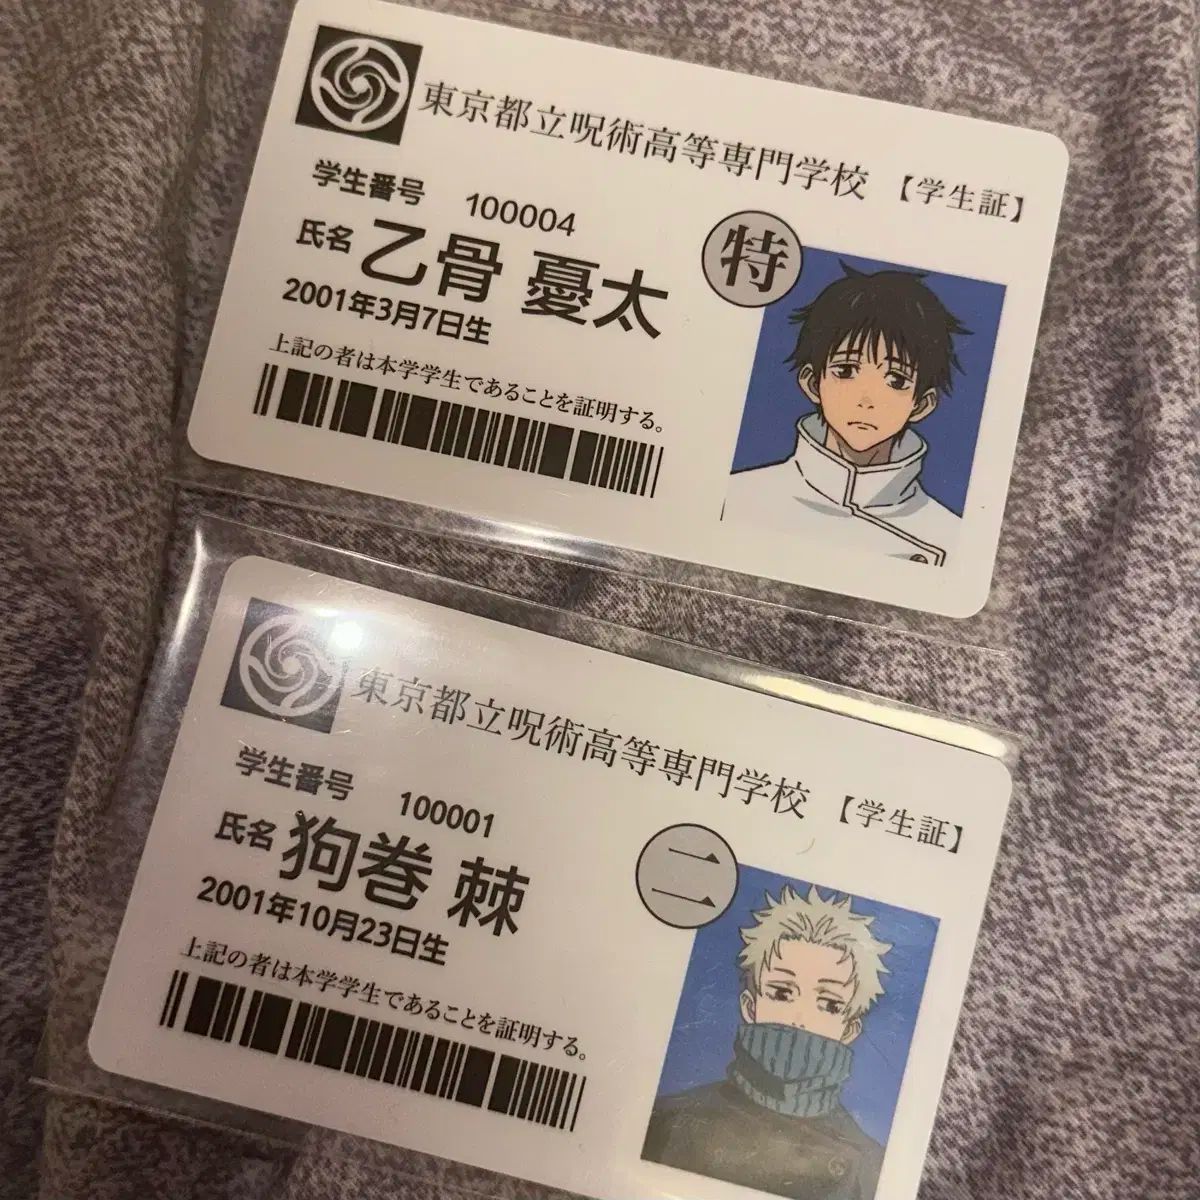 東京都立呪術高等専門学校 【学生証】
学生番号 100004
特
氏名 乙骨 憂太
2001年3月7日生
上記の者は本学学生であることを証明する。
東京都立呪術高等専門学校 【学生証】
学生番号 100001
二
氏名 狗巻 棘
2001年10月23日生
上記の者は本学学生であることを証明する。